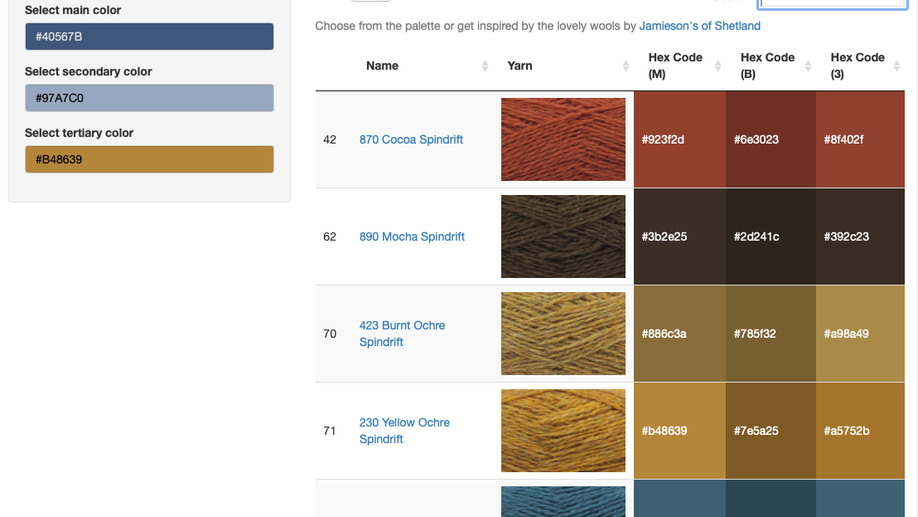 Select main color
#40567B
Select secondary color
#97A7C0
Select tertiary color
#B48639
Choose from the palette or get inspired by the lovely wools by Jamieson's of Shetland
Name Yarn Hex Code (M) Hex Code (B) Hex Code (3)
42 870 Cocoa Spindrift #923f2d #6e3023 #8f402f
62 890 Mocha Spindrift #3b2e25 #2d241c #392c23
70 423 Burnt Ochre Spindrift #886c3a #785f32 #a98a49
71 230 Yellow Ochre Spindrift #b48639 #7e5a25 #a5752b